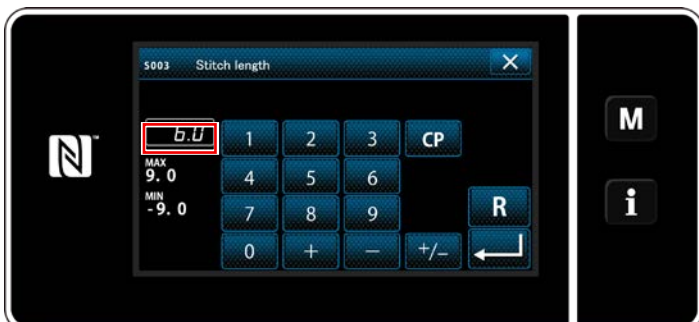 S003 Stitch length
6.0 1 2 3 CP
MAX
9.0 4 5 6
MIN
-9.0 7 8 9 R
0 + − +/−
M
i